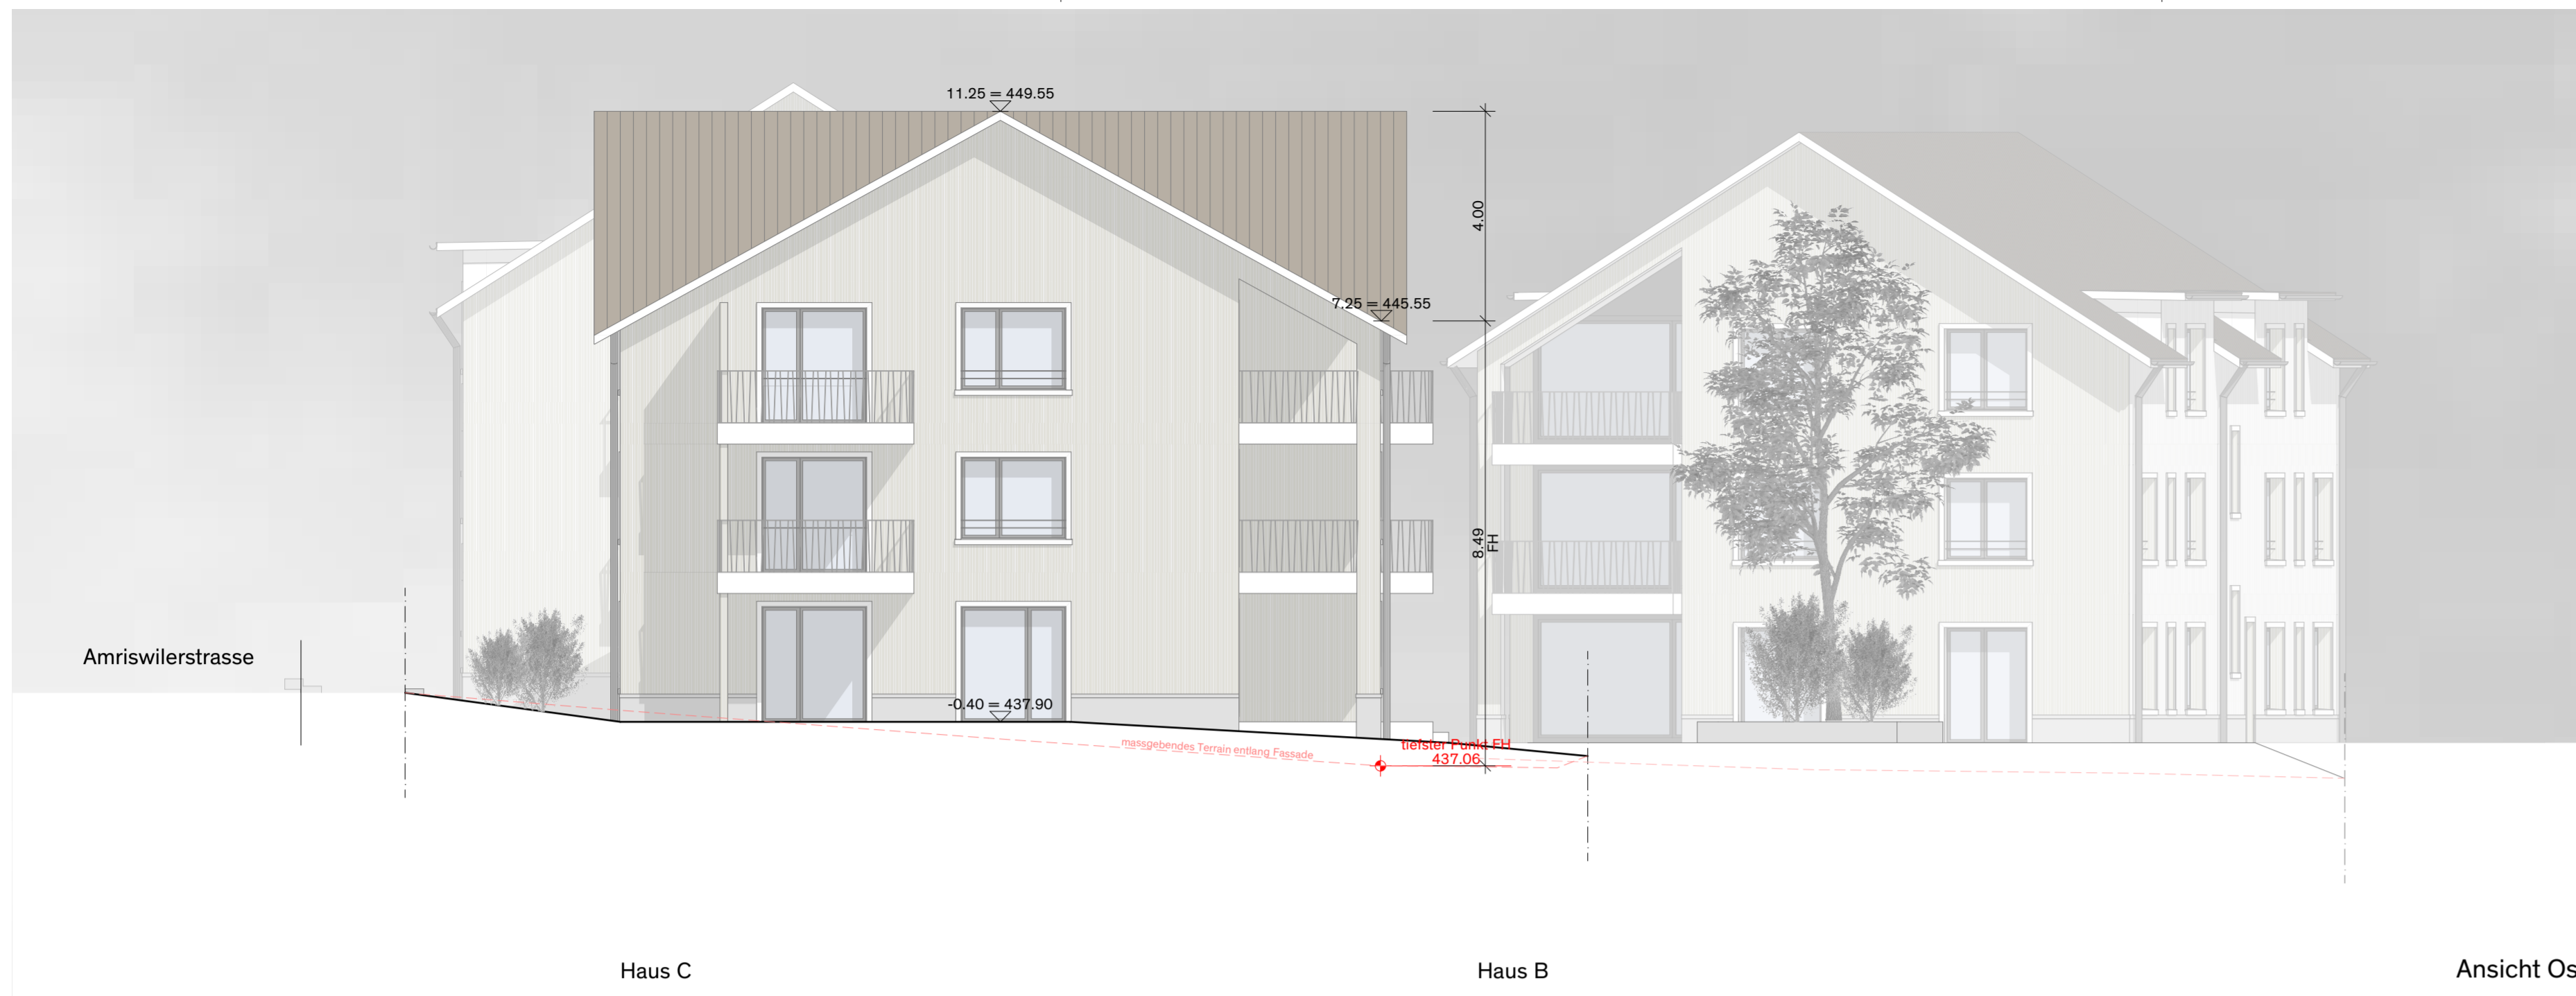 11.25 = 449.55
4.00
7.25 = 445.55
8.49
FH
Amriswilerstrasse
-0.40 = 437.90
massgebendes Terrain entlang Fassade
tiefster Punkt FH
437.06
Haus C
Haus B
Ansicht Os